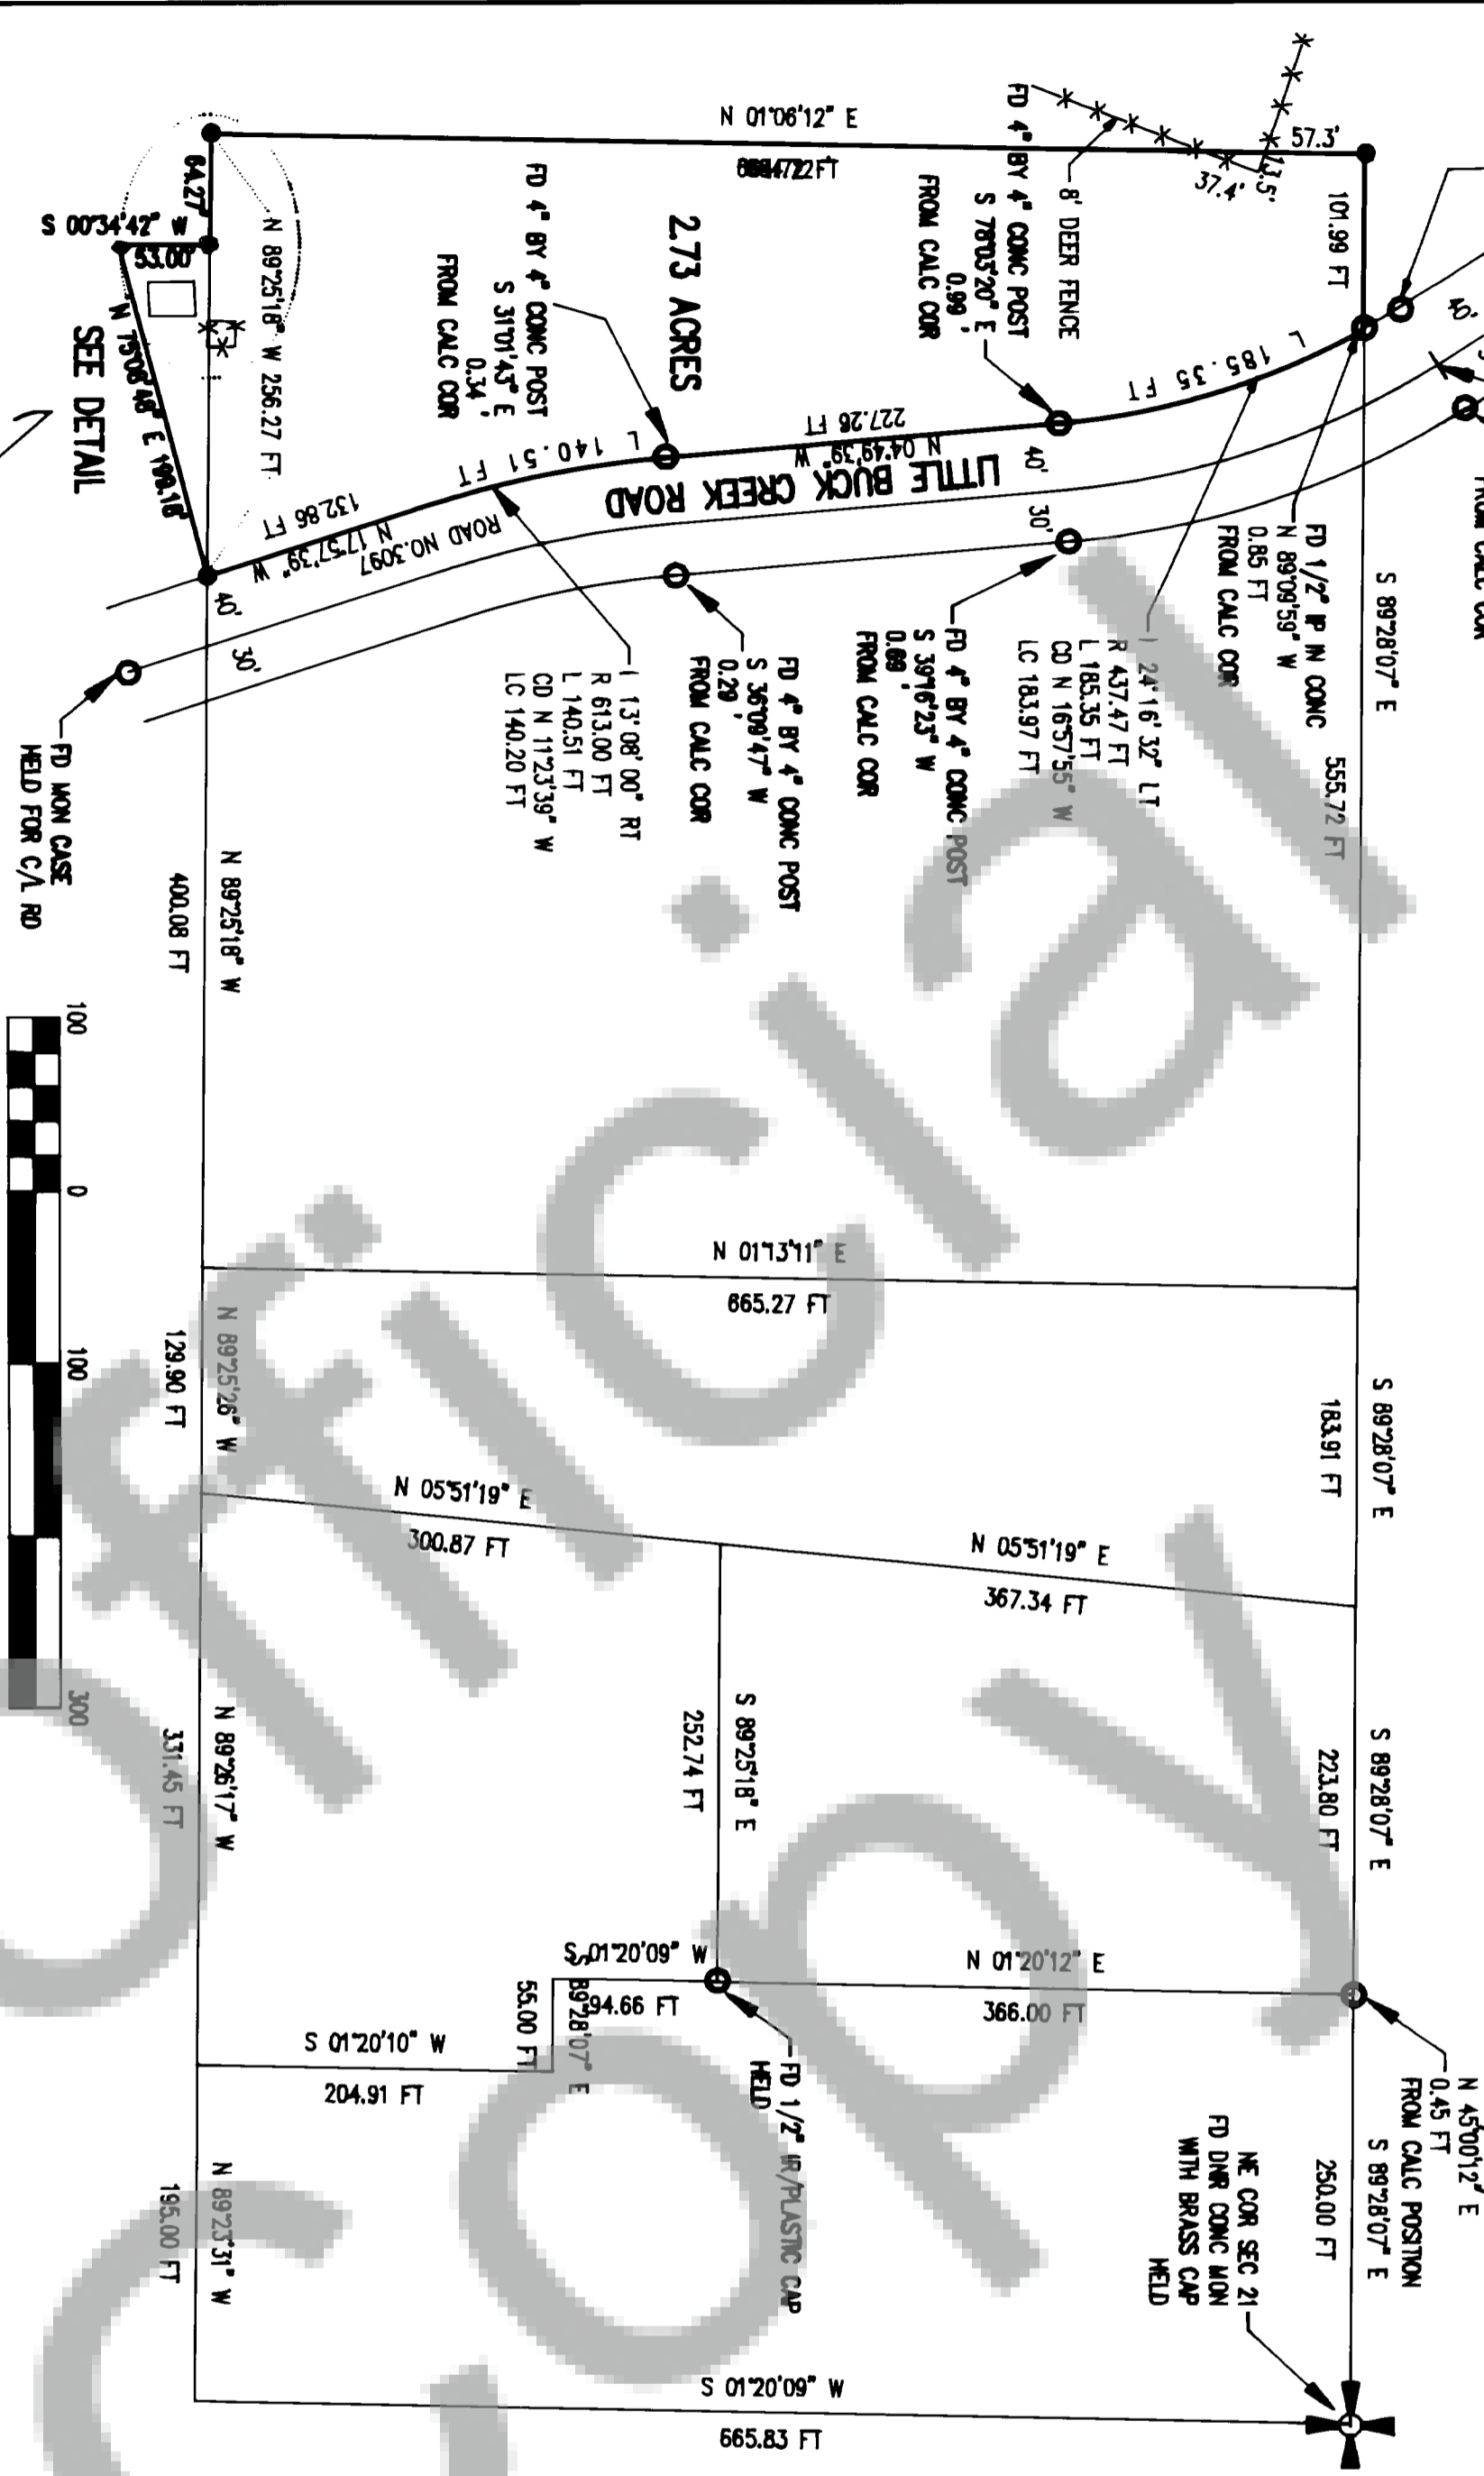 N 01°06'12" E
57.3'
13.5'
37.4'
101.99 FT
8' DEER FENCE
FD 4" BY 4" CONC POST
S 78°03'20" E
0.99 '
FROM CALC COR
2.73 ACRES
FD 4" BY 4" CONC POST
S 31°01'43" E
0.34 '
FROM CALC COR
64.27'
S 00°34'42" W
53.00'
N 89°25'18" W 256.27 FT
SEE DETAIL
L 185.35 FT
227.26 FT
N 04°49'39" W
L 140.51 FT
132.86 FT
N 17°57'39" W
LITTLE BUCK CREEK ROAD
ROAD NO.3097
40'
30'
40'
30'
40'
FROM CALC COR
S 89°28'07" E
555.72 FT
FD 1/2" IP IN CONC
N 89°09'59" W
0.85 FT
FROM CALC COR
I 24°16'32" LT
R 437.47 FT
L 185.35 FT
CD N 16°57'55" W
LC 183.97 FT
FD 4" BY 4" CONC POST
S 39°16'23" W
FROM CALC COR
FD 4" BY 4" CONC POST
S 36°09'47" W
0.29 '
FROM CALC COR
I 13°08'00" RT
R 613.00 FT
L 140.51 FT
CD N 11°23'39" W
LC 140.20 FT
FD MON CASE
HELD FOR C/L RD
N 89°25'18" W
400.08 FT
100 0 100 300
N 01°13'11" E
665.27 FT
S 89°28'07" E
183.91 FT
N 89°25'26" W
129.90 FT
N 05°51'19" E
300.87 FT
N 05°51'19" E
367.34 FT
S 89°28'07" E
223.80 FT
S 89°25'18" E
252.74 FT
N 89°26'17" W
331.45 FT
S 01°20'09" W
94.66 FT
S 89°28'07" E
55.00 FT
N 01°20'12" E
366.00 FT
S 01°20'10" W
204.91 FT
FD 1/2" IR/PLASTIC CAP
HELD
N 45°00'12" E
0.45 FT
FROM CALC POSITION
S 89°28'07" E
250.00 FT
NE COR SEC 21
FD DNR CONC MON
WITH BRASS CAP
HELD
N 89°23'31" W
195.00 FT
S 01°20'09" W
665.83 FT
Official
Copy